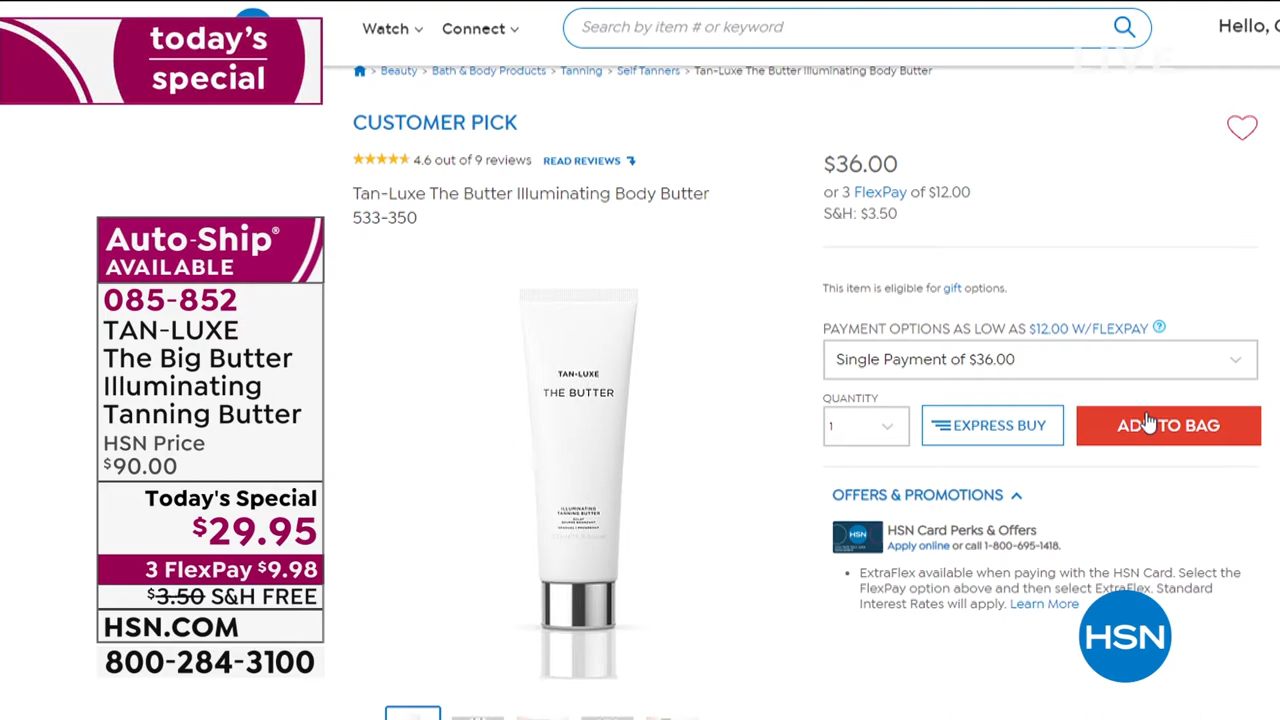 today's
special
Watch
Connect
Search by item # or keyword
Hello,
LIVE
> Beauty > Bath & Body Products > Tanning > Self Tanners > Tan-Luxe The Butter Illuminating Body Butter
CUSTOMER PICK
4.6 out of 9 reviews READ REVIEWS
Tan-Luxe The Butter Illuminating Body Butter
533-350
$36.00
or 3 FlexPay of $12.00
S&H: $3.50
This item is eligible for gift options.
PAYMENT OPTIONS AS LOW AS $12.00 W/FLEXPAY ?
Single Payment of $36.00
QUANTITY
1
EXPRESS BUY
ADD TO BAG
OFFERS & PROMOTIONS
HSN
HSN Card Perks & Offers
Apply online or call 1-800-695-1418.
• ExtraFlex available when paying with the HSN Card. Select the
FlexPay option above and then select ExtraFlex. Standard
Interest Rates will apply. Learn More
HSN
TAN-LUXE
THE BUTTER
ILLUMINATING
TANNING BUTTER
Auto-Ship®
AVAILABLE
085-852
TAN-LUXE
The Big Butter
Illuminating
Tanning Butter
HSN Price
$90.00
Today's Special
$29.95
3 FlexPay $9.98
$3.50 S&H FREE
HSN.COM
800-284-3100